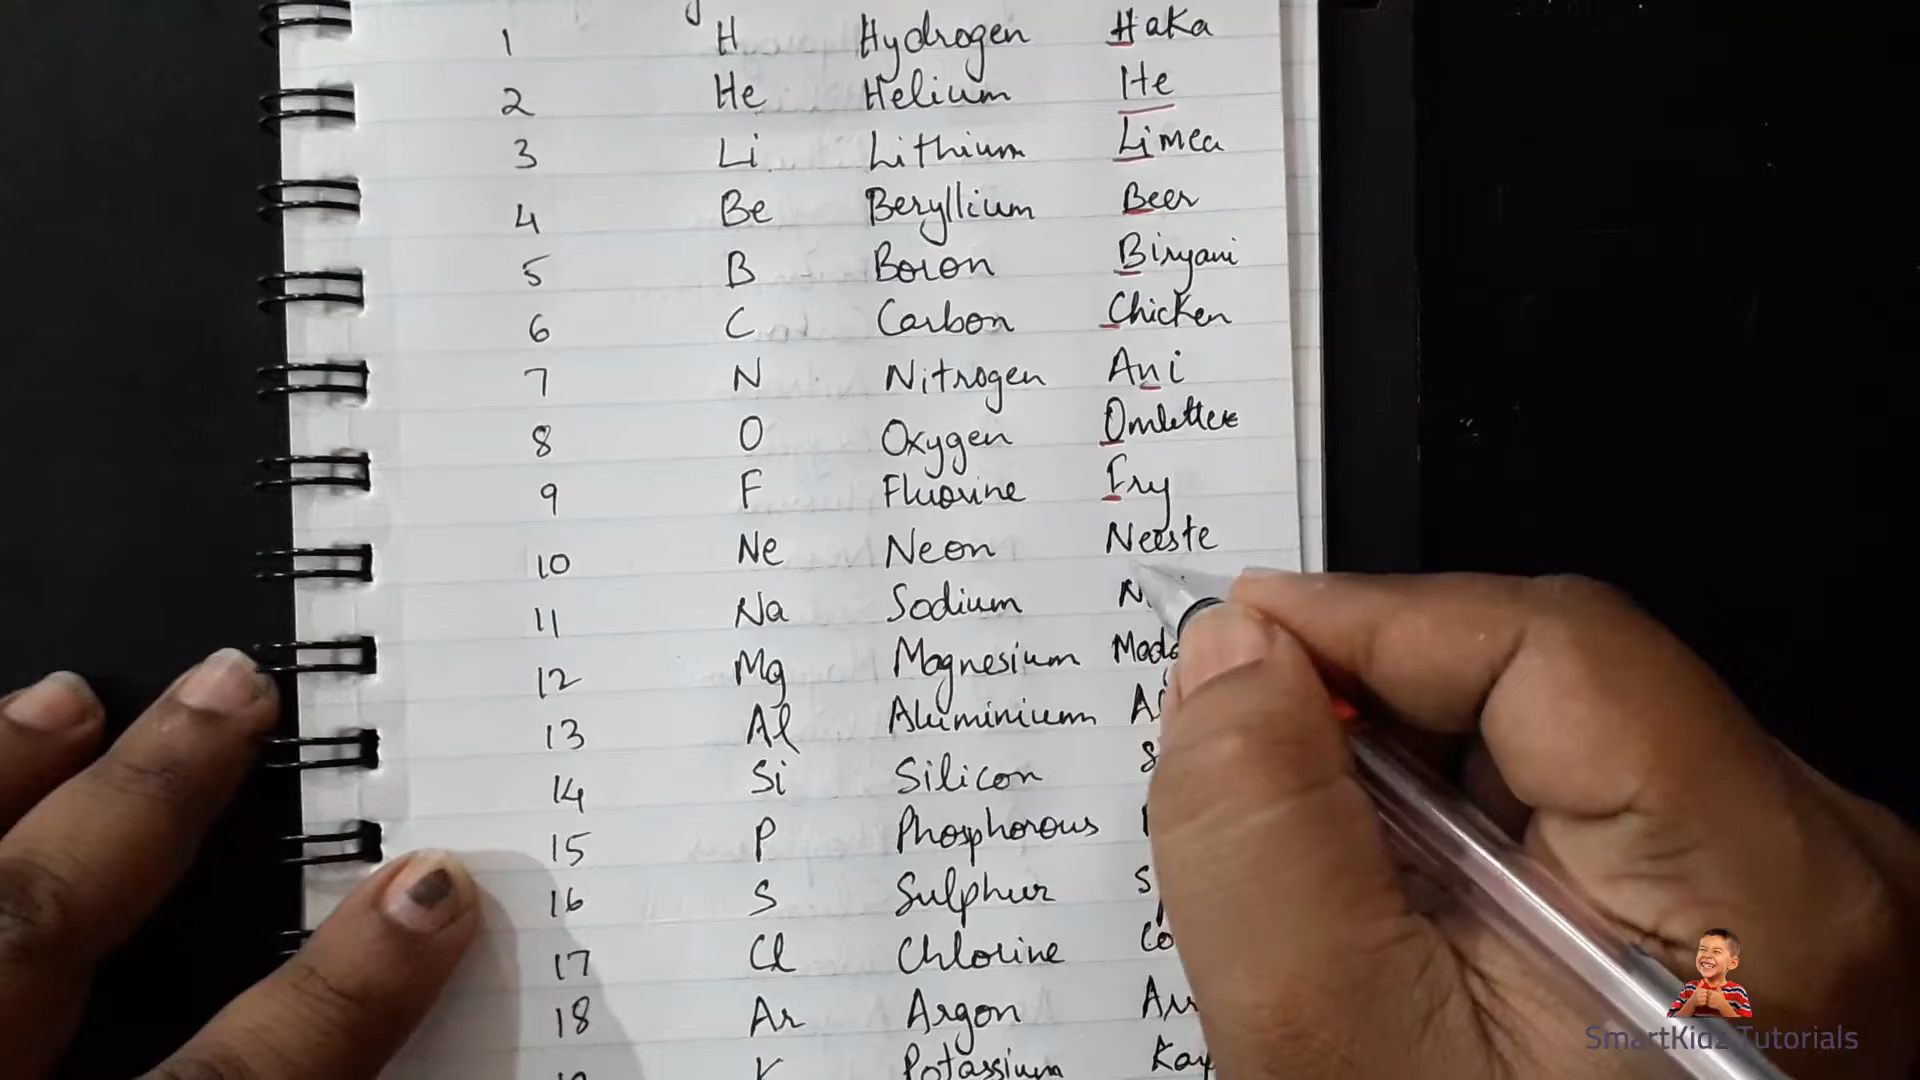 1 H Hydrogen Haka
2 He Helium He
3 Li Lithium Limca
4 Be Beryllium Beer
5 B Boron Biryani
6 C Carbon Chicken
7 N Nitrogen Ani
8 O Oxygen Omlettee
9 F Fluorine Fry
10 Ne Neon Neeste
11 Na Sodium
12 Mg Magnesium
13 Al Aluminium
14 Si Silicon
15 P Phosphorous
16 S Sulphur
17 Cl Chlorine
18 Ar Argon
K Potassium
SmartKidz Tutorials